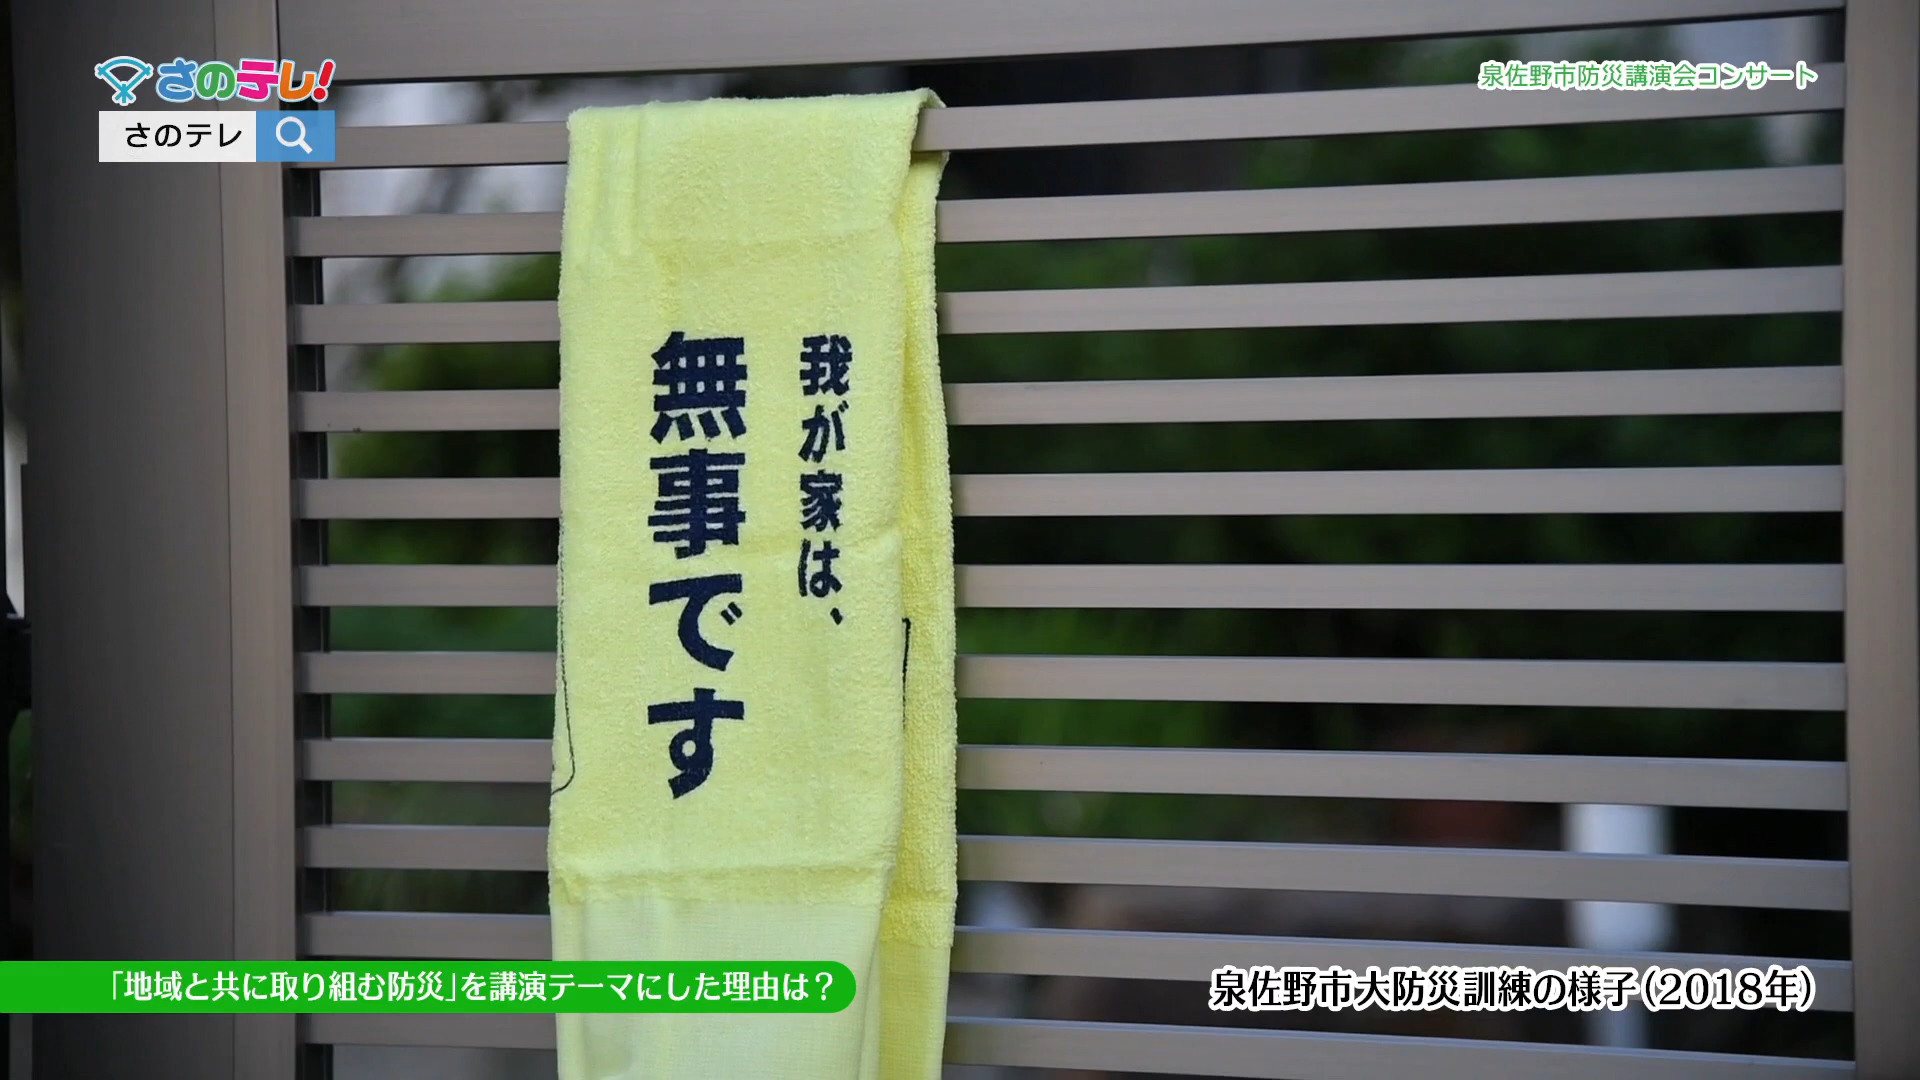 さのテレ!
さのテレ
泉佐野市防災講演会コンサート
我が家は、
無事です
「地域と共に取り組む防災」を講演テーマにした理由は?
泉佐野市大防災訓練の様子(2018年)